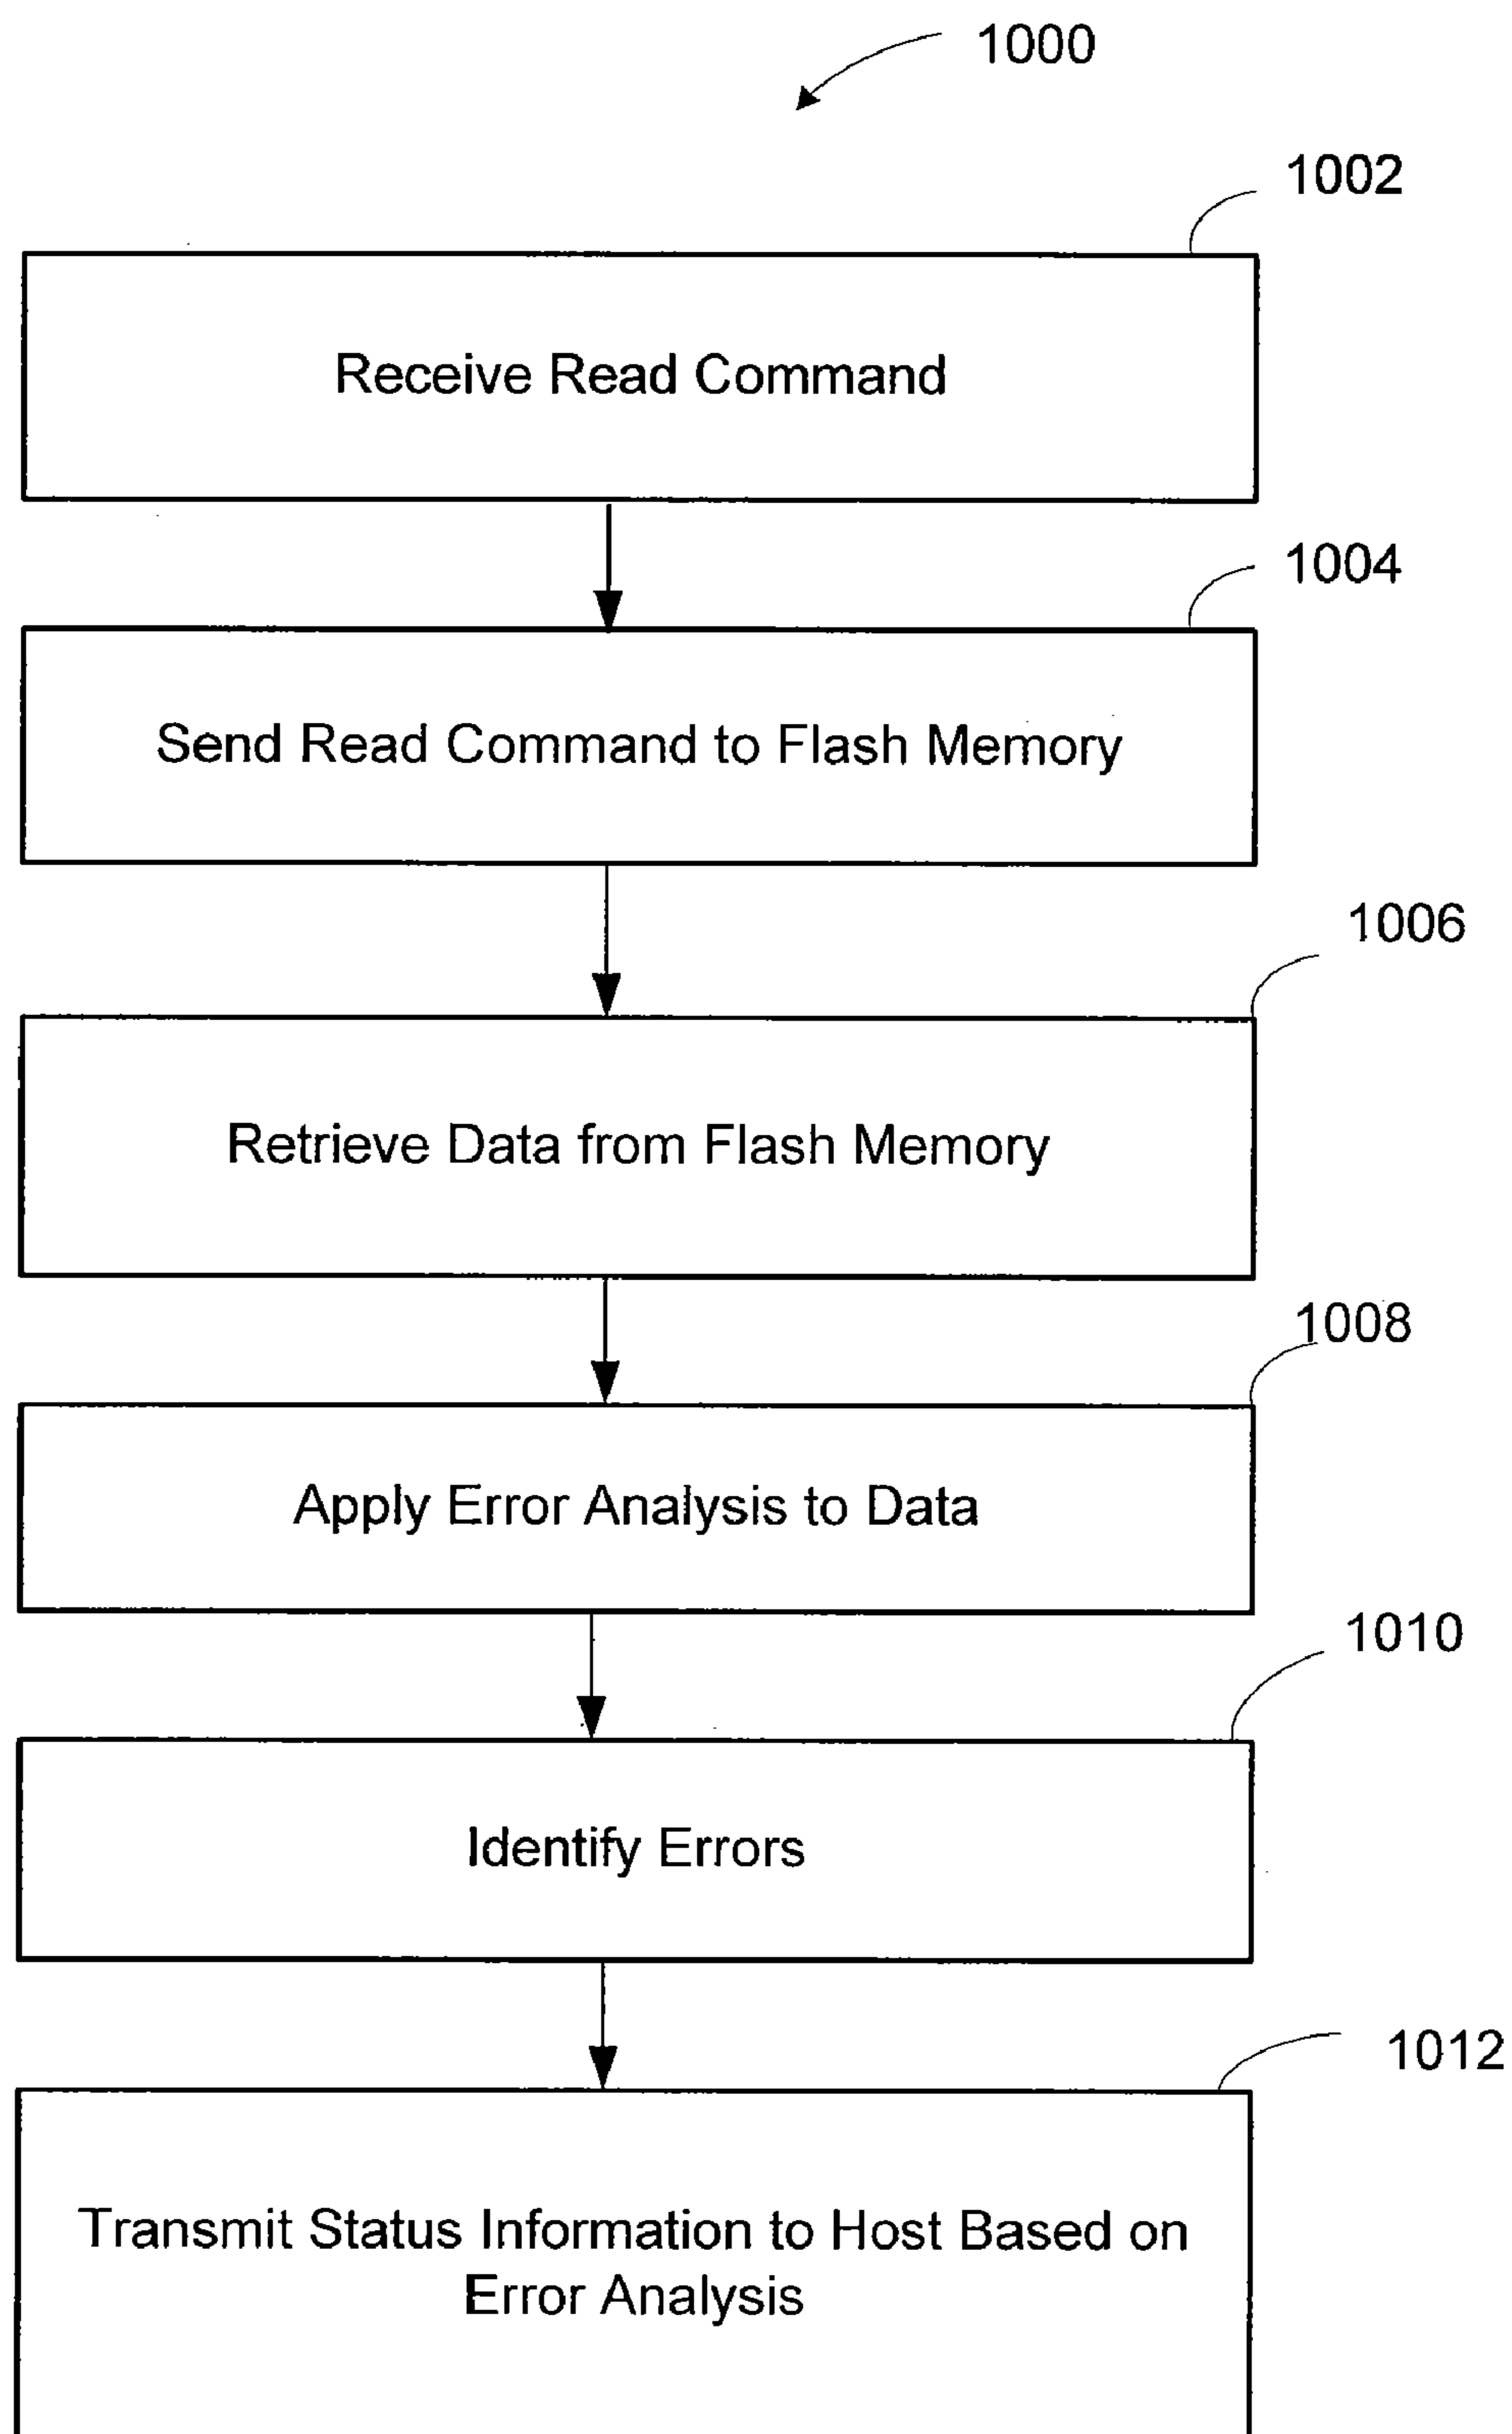 1000
1002
Receive Read Command
1004
Send Read Command to Flash Memory
1006
Retrieve Data from Flash Memory
1008
Apply Error Analysis to Data
1010
Identify Errors
1012
Transmit Status Information to Host Based on
Error Analysis